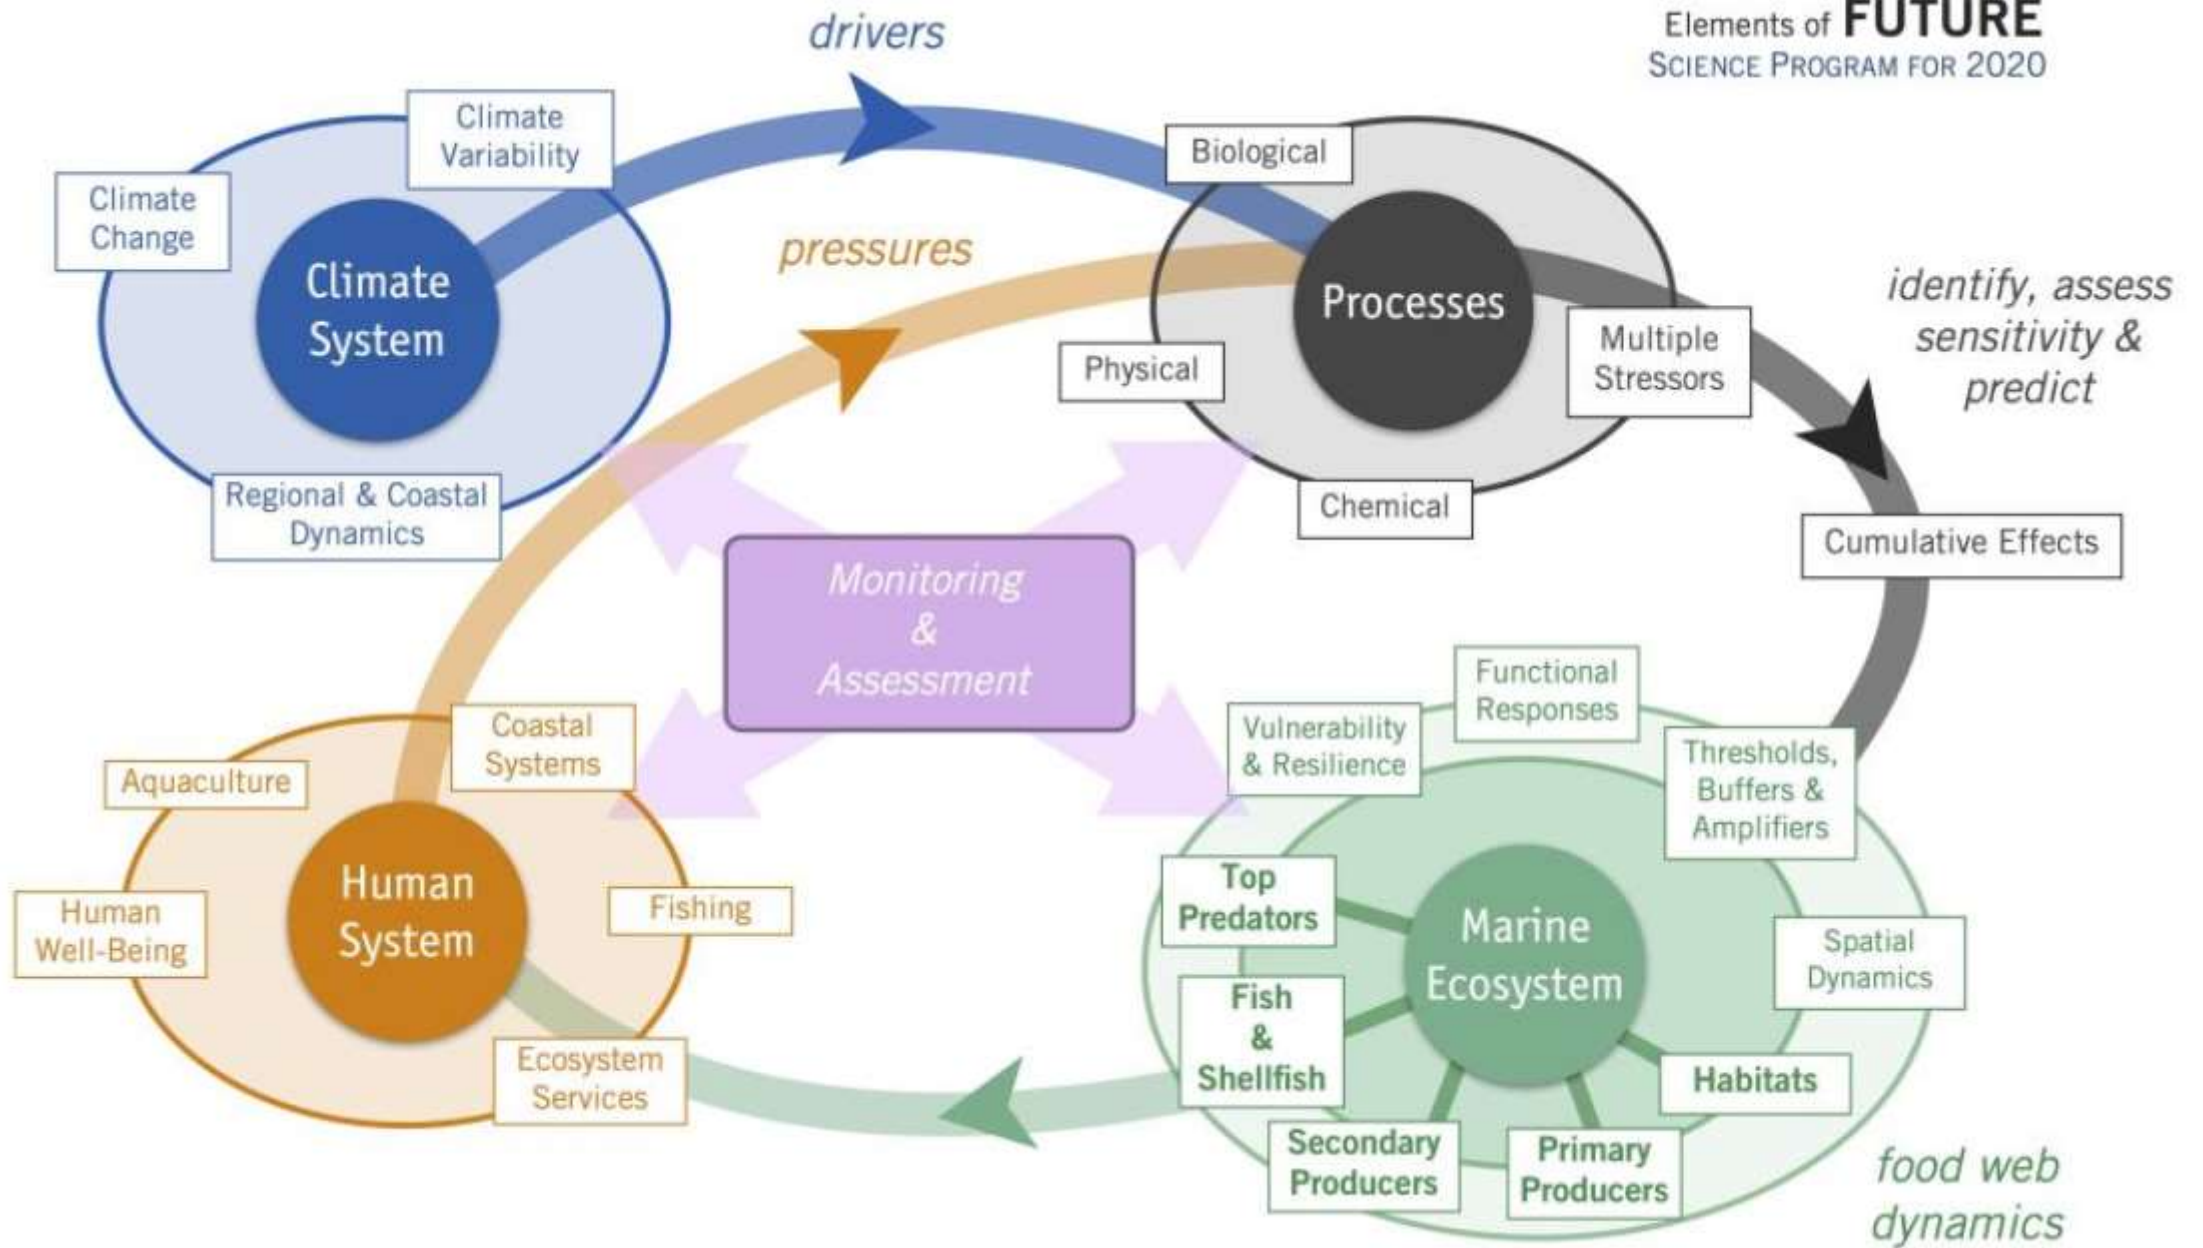 drivers
Elements of FUTURE
SCIENCE PROGRAM FOR 2020
Climate
Variability
Climate
Change
Climate
System
Regional & Coastal
Dynamics
pressures
Biological
Processes
Physical
Multiple
Stressors
Chemical
identify, assess
sensitivity &
predict
Cumulative Effects
Monitoring
&
Assessment
Coastal
Systems
Aquaculture
Human
System
Human
Well-Being
Fishing
Ecosystem
Services
Functional
Responses
Vulnerability
& Resilience
Thresholds,
Buffers &
Amplifiers
Top
Predators
Marine
Ecosystem
Spatial
Dynamics
Fish
&
Shellfish
Habitats
Secondary
Producers
Primary
Producers
food web
dynamics